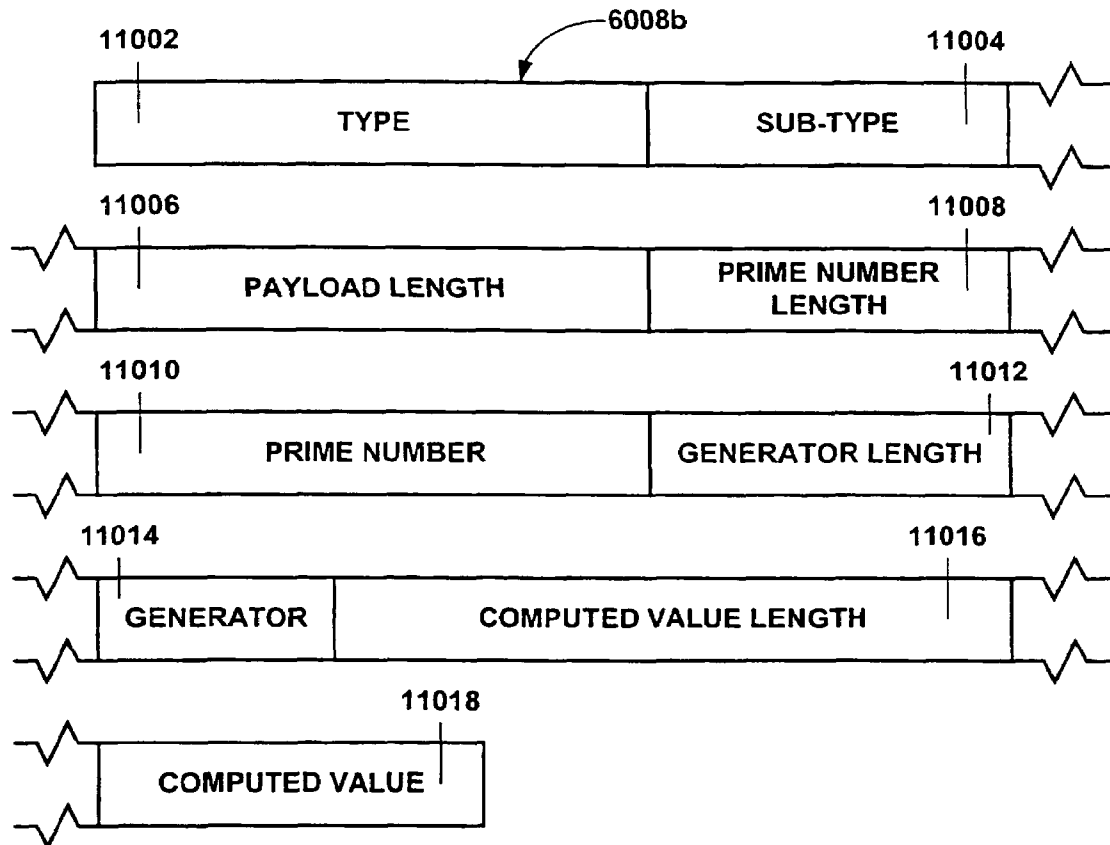 6008b
11002
11004
TYPE
SUB-TYPE
11006
11008
PAYLOAD LENGTH
PRIME NUMBER
LENGTH
11010
11012
PRIME NUMBER
GENERATOR LENGTH
11014
11016
GENERATOR
COMPUTED VALUE LENGTH
11018
COMPUTED VALUE